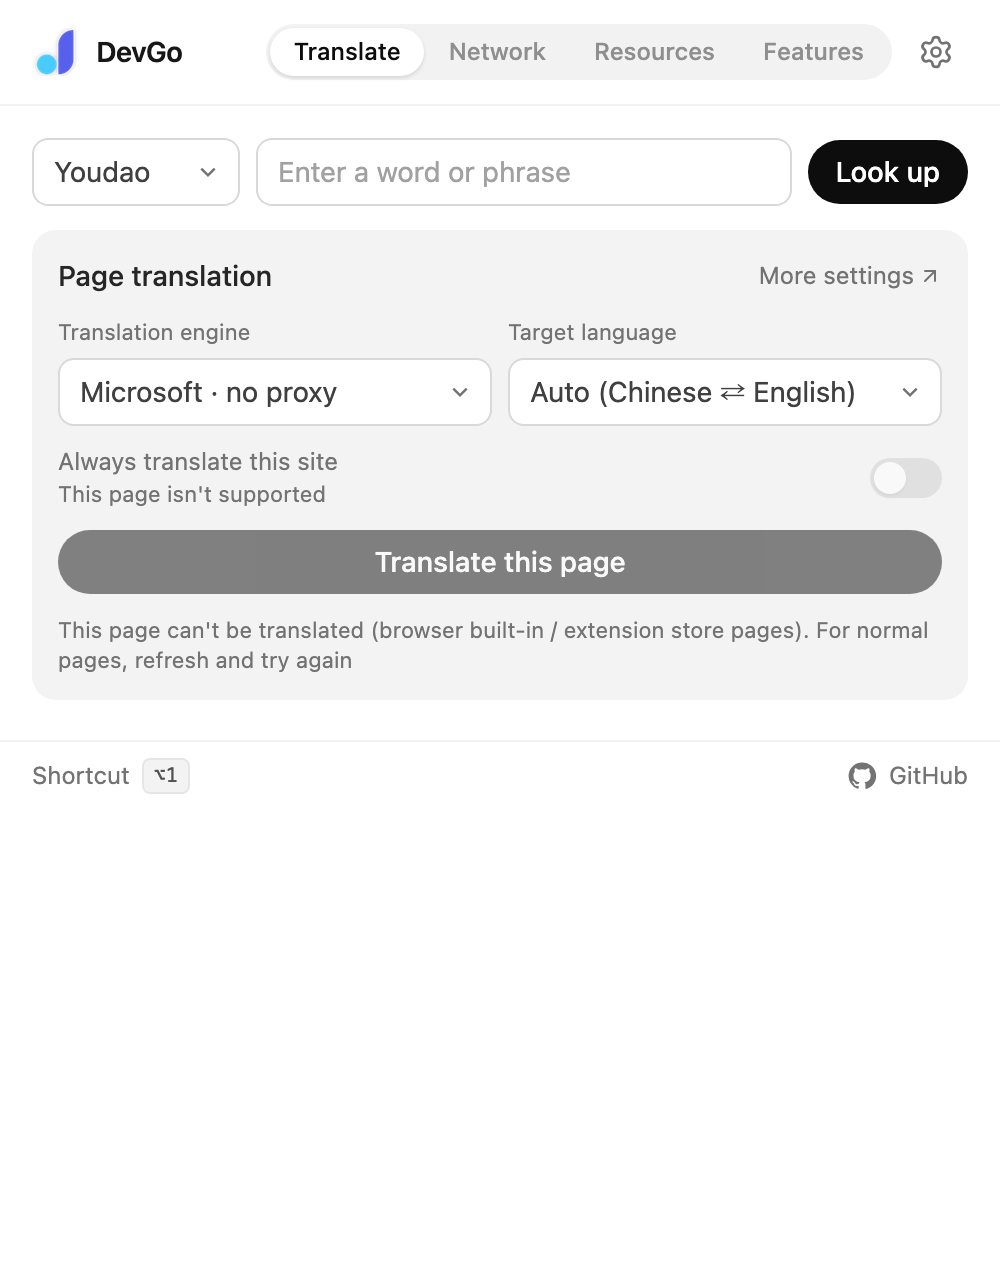 DevGo
Translate
Network
Resources
Features
Youdao
Enter a word or phrase
Look up
Page translation
More settings ↗
Translation engine
Target language
Microsoft · no proxy
Auto (Chinese ⇄ English)
Always translate this site
This page isn't supported
Translate this page
This page can't be translated (browser built-in / extension store pages). For normal
pages, refresh and try again
Shortcut
⌥1
GitHub